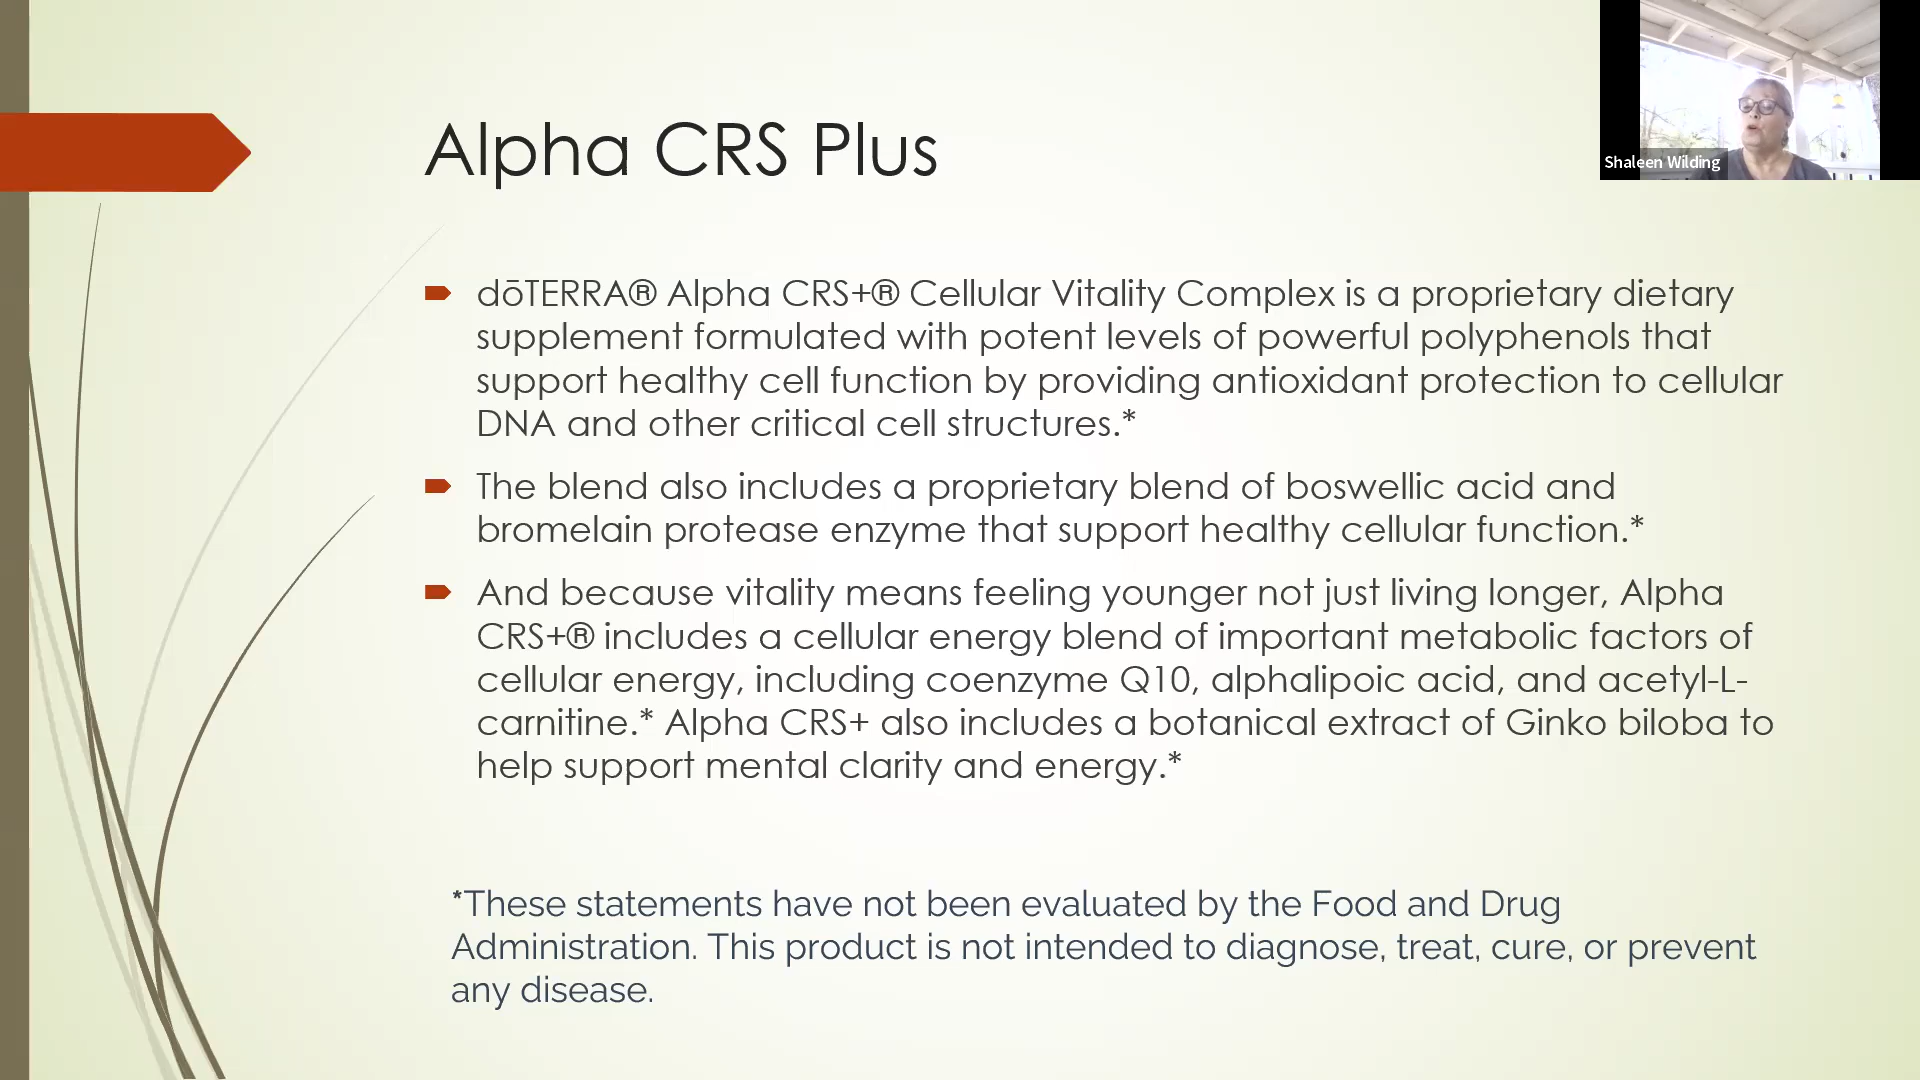 Alpha CRS Plus
Shaleen Wilding
dōTERRA® Alpha CRS+® Cellular Vitality Complex is a proprietary dietary
supplement formulated with potent levels of powerful polyphenols that
support healthy cell function by providing antioxidant protection to cellular
DNA and other critical cell structures.*
The blend also includes a proprietary blend of boswellic acid and
bromelain protease enzyme that support healthy cellular function.*
And because vitality means feeling younger not just living longer, Alpha
CRS+® includes a cellular energy blend of important metabolic factors of
cellular energy, including coenzyme Q10, alphalipoic acid, and acetyl-L-
carnitine.* Alpha CRS+ also includes a botanical extract of Ginko biloba to
help support mental clarity and energy.*
*These statements have not been evaluated by the Food and Drug
Administration. This product is not intended to diagnose, treat, cure, or prevent
any disease.